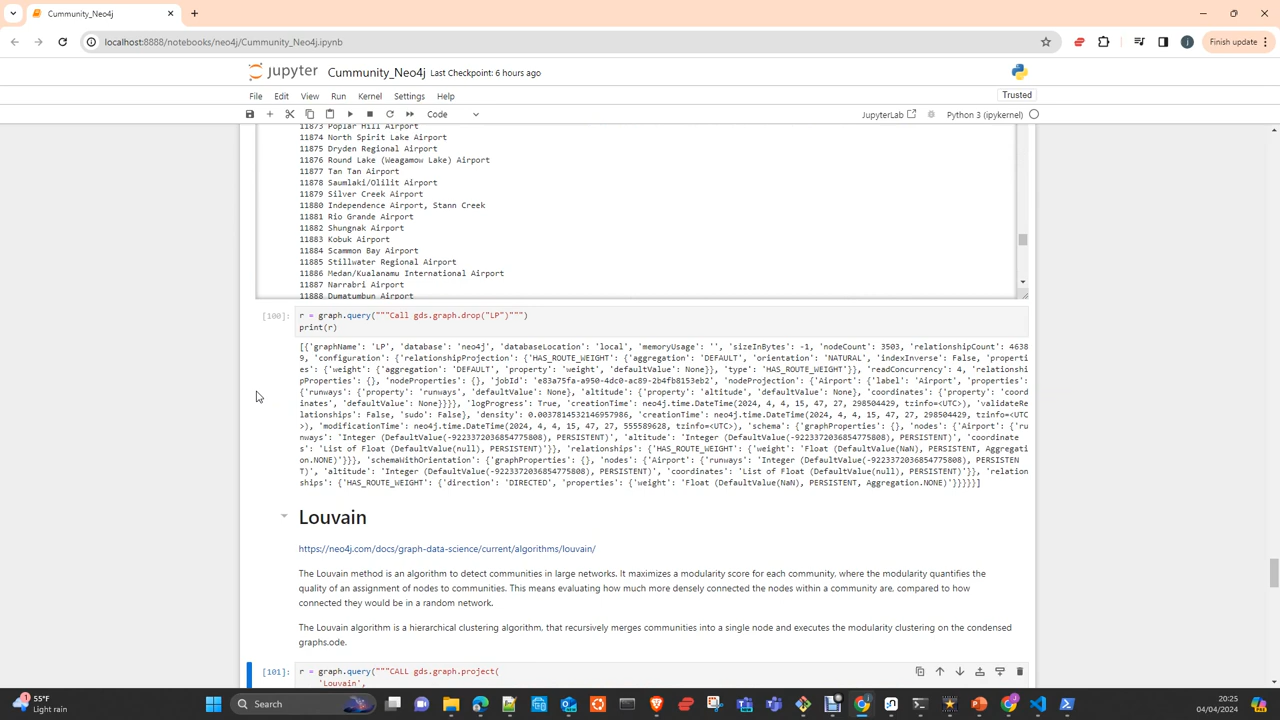 Cummunity_Neo4j
localhost:8888/notebooks/neo4j/Cummunity_Neo4j.ipynb
Finish update
jupyter Cummunity_Neo4j Last Checkpoint: 6 hours ago
File Edit View Run Kernel Settings Help
Trusted
Code
JupyterLab
Python 3 (ipykernel)
11873 Poplar Hill Airport
11874 North Spirit Lake Airport
11875 Dryden Regional Airport
11876 Round Lake (Weagamow Lake) Airport
11877 Tan Tan Airport
11878 Saumlaki/Olilit Airport
11879 Silver Creek Airport
11880 Independence Airport, Stann Creek
11881 Rio Grande Airport
11882 Shungnak Airport
11883 Kobuk Airport
11884 Scammon Bay Airport
11885 Stillwater Regional Airport
11886 Medan/Kualanamu International Airport
11887 Narrabri Airport
11888 Dumatumbun Airport
[100]: r = graph.query("""Call gds.graph.drop("LP")""")
print(r)
[{'graphName': 'LP', 'database': 'neo4j', 'databaseLocation': 'local', 'memoryUsage': '', 'sizeInBytes': -1, 'nodeCount': 3503, 'relationshipCount': 4638
9, 'configuration': {'relationshipProjection': {'HAS_ROUTE_WEIGHT': {'aggregation': 'DEFAULT', 'orientation': 'NATURAL', 'indexInverse': False, 'properti
es': {'weight': {'aggregation': 'DEFAULT', 'property': 'weight', 'defaultValue': None}}, 'type': 'HAS_ROUTE_WEIGHT'}}, 'readConcurrency': 4, 'relationsh
ipProperties': {}, 'nodeProperties': {}, 'jobId': 'e83a75fa-a950-4dc0-ac89-2b4fb8153eb2', 'nodeProjection': {'Airport': {'label': 'Airport', 'properties':
{'runways': {'property': 'runways', 'defaultValue': None}, 'altitude': {'property': 'altitude', 'defaultValue': None}, 'coordinates': {'property': 'coord
inates', 'defaultValue': None}}}}, 'logProgress': True, 'creationTime': neo4j.time.DateTime(2024, 4, 4, 15, 47, 27, 298504429, tzinfo=<UTC>), 'validateRe
lationships': False, 'sudo': False}, 'density': 0.0037814532146957986, 'creationTime': neo4j.time.DateTime(2024, 4, 4, 15, 47, 27, 298504429, tzinfo=<UTC
>), 'modificationTime': neo4j.time.DateTime(2024, 4, 4, 15, 47, 27, 555589628, tzinfo=<UTC>), 'schema': {'graphProperties': {}, 'nodes': {'Airport': {'ru
nways': 'Integer (DefaultValue(-9223372036854775808), PERSISTENT)', 'altitude': 'Integer (DefaultValue(-9223372036854775808), PERSISTENT)', 'coordinate
s': 'List of Float (DefaultValue(null), PERSISTENT)'}}, 'relationships': {'HAS_ROUTE_WEIGHT': {'weight': 'Float (DefaultValue(NaN), PERSISTENT, Aggregati
on.NONE)'}}}, 'schemaWithOrientation': {'graphProperties': {}, 'nodes': {'Airport': {'runways': 'Integer (DefaultValue(-9223372036854775808), PERSISTEN
T)', 'altitude': 'Integer (DefaultValue(-9223372036854775808), PERSISTENT)', 'coordinates': 'List of Float (DefaultValue(null), PERSISTENT)'}}, 'relation
ships': {'HAS_ROUTE_WEIGHT': {'direction': 'DIRECTED', 'properties': {'weight': 'Float (DefaultValue(NaN), PERSISTENT, Aggregation.NONE)'}}}}}]
Louvain
https://neo4j.com/docs/graph-data-science/current/algorithms/louvain/
The Louvain method is an algorithm to detect communities in large networks. It maximizes a modularity score for each community, where the modularity quantifies the
quality of an assignment of nodes to communities. This means evaluating how much more densely connected the nodes within a community are, compared to how
connected they would be in a random network.
The Louvain algorithm is a hierarchical clustering algorithm, that recursively merges communities into a single node and executes the modularity clustering on the condensed
graphs.ode.
[101]: r = graph.query("""CALL gds.graph.project(
'Louvain',
55°F
Light rain
Search
20:25
04/04/2024